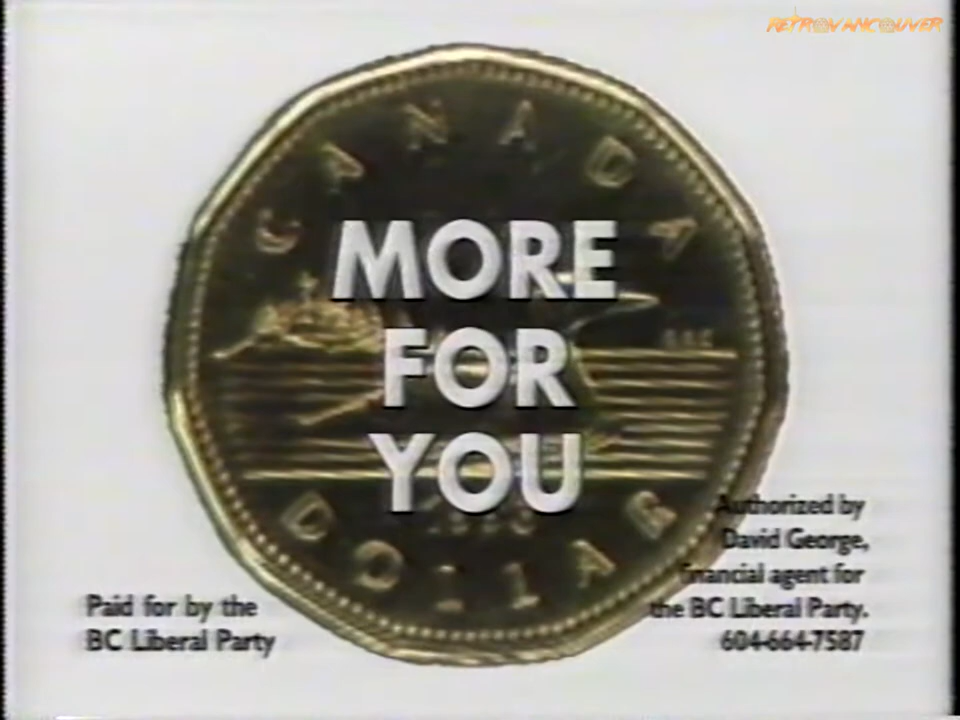 RETROVANCOUVER
CANADA
MORE
FOR
YOU
DOLLAR
Authorized by
David George,
financial agent for
the BC Liberal Party.
604-664-7587
Paid for by the
BC Liberal Party